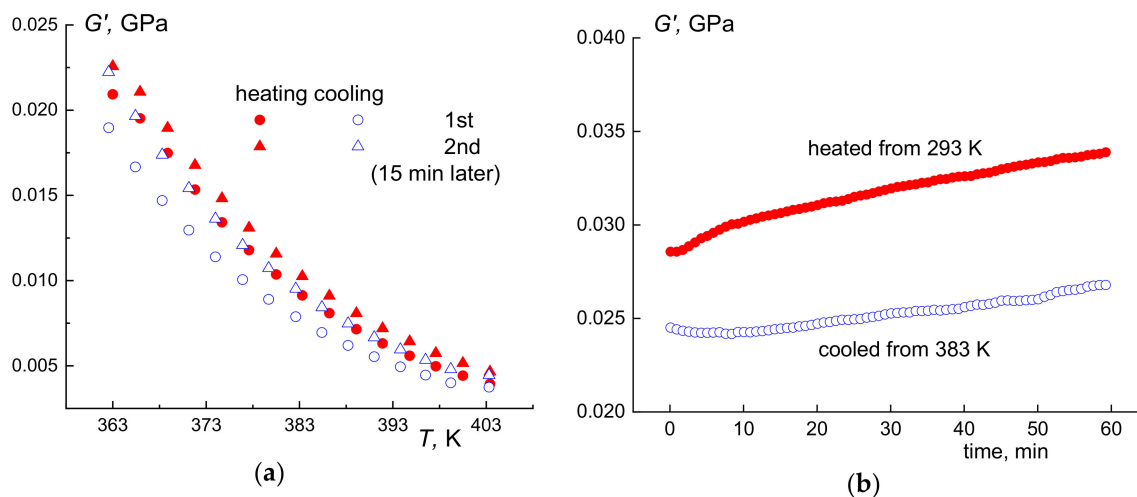 G', GPa
0.025
0.020
0.015
0.010
0.005
heating cooling
1st
2nd
(15 min later)
363
373
383
393
403
T, K
(a)
G', GPa
0.040
0.035
0.030
0.025
0.020
heated from 293 K
cooled from 383 K
0
10
20
30
40
50
60
time, min
(b)